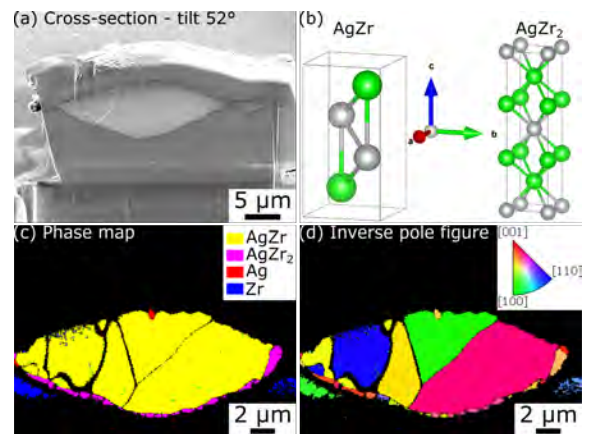 (a) Cross-section - tilt 52°
5 μm
(b) AgZr AgZr₂
c
a
b
(c) Phase map
AgZr
AgZr₂
Ag
Zr
2 μm
(d) Inverse pole figure
[001]
[110]
[100]
2 μm